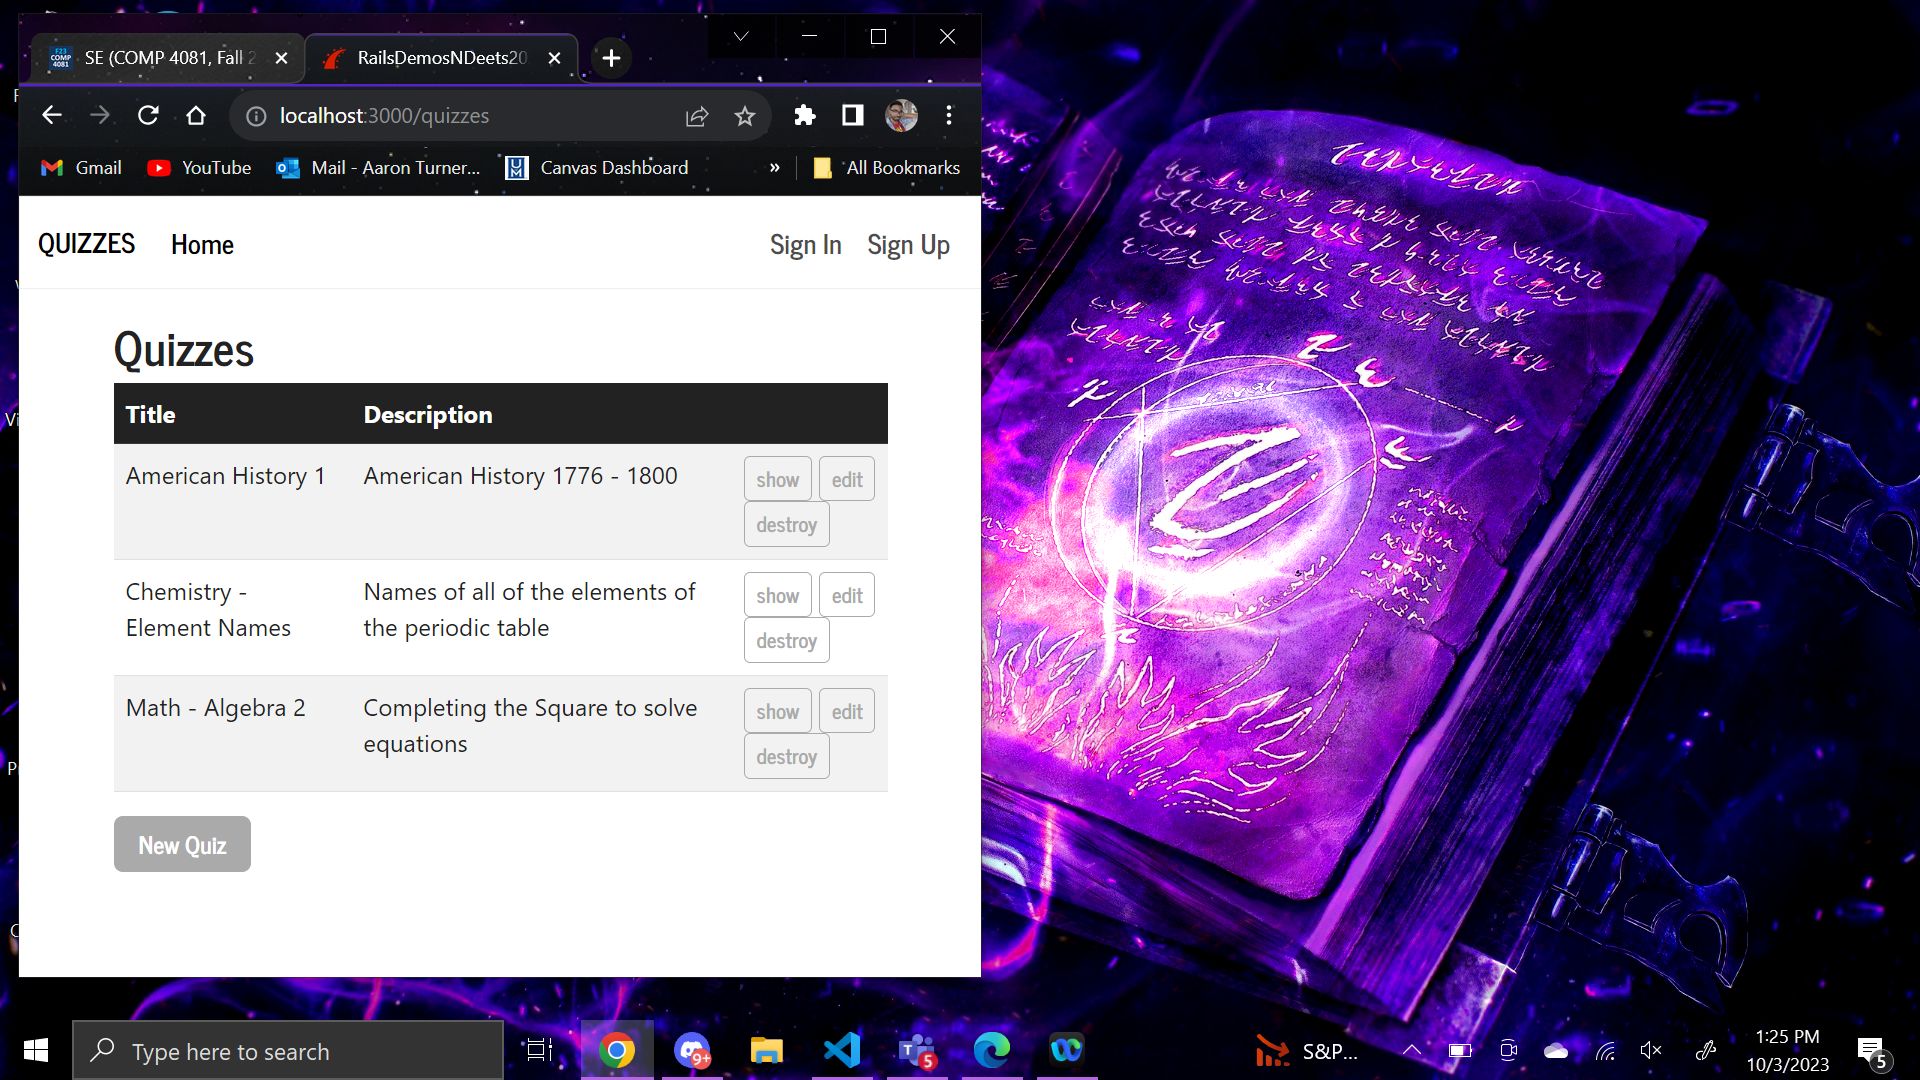 SE (COMP 4081, Fall 2
RailsDemosNDeets20
localhost:3000/quizzes
Gmail
YouTube
Mail - Aaron Turner...
Canvas Dashboard
»
All Bookmarks
QUIZZES
Home
Sign In
Sign Up
Quizzes
Title
Description
American History 1
American History 1776 - 1800
show
edit
destroy
Chemistry -
Element Names
Names of all of the elements of
the periodic table
show
edit
destroy
Math - Algebra 2
Completing the Square to solve
equations
show
edit
destroy
New Quiz
Type here to search
9+
5
S&P...
1:25 PM
10/3/2023
5